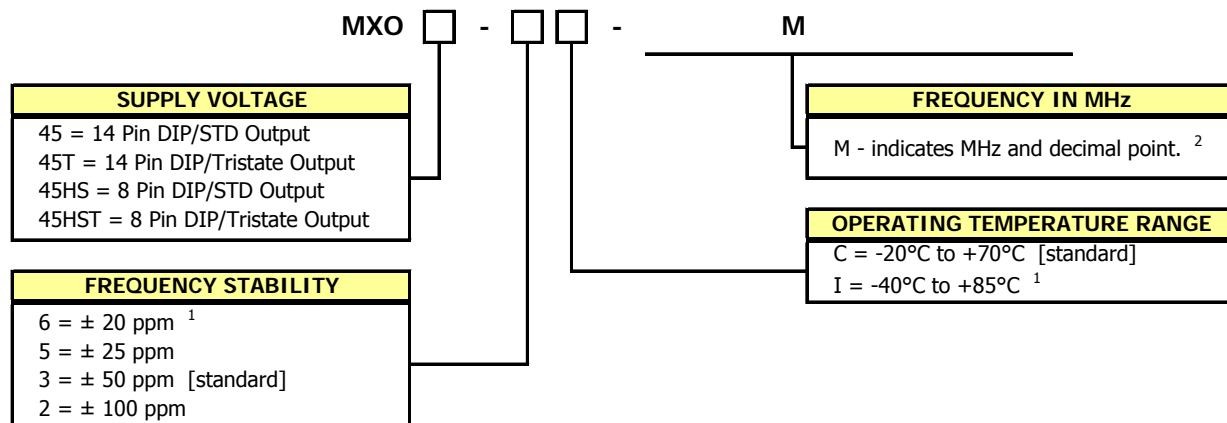 MXO - - M
SUPPLY VOLTAGE
45 = 14 Pin DIP/STD Output
45T = 14 Pin DIP/Tristate Output
45HS = 8 Pin DIP/STD Output
45HST = 8 Pin DIP/Tristate Output
FREQUENCY STABILITY
6 = ± 20 ppm 1
5 = ± 25 ppm
3 = ± 50 ppm [standard]
2 = ± 100 ppm
FREQUENCY IN MHz
M - indicates MHz and decimal point. 2
OPERATING TEMPERATURE RANGE
C = -20°C to +70°C [standard]
I = -40°C to +85°C 1